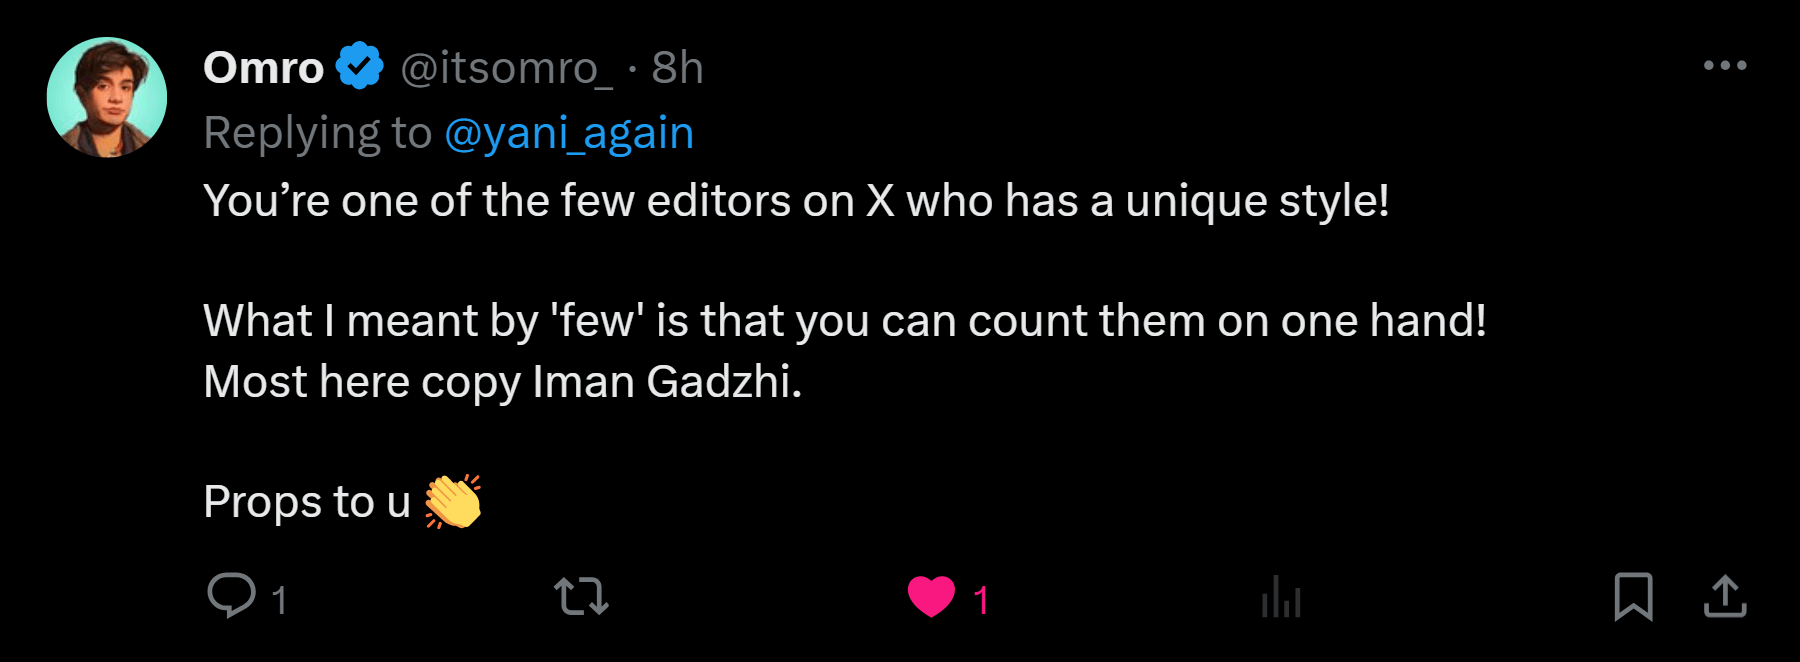 Omro @itsomro_ · 8h
Replying to @yani_again
You’re one of the few editors on X who has a unique style!
What I meant by 'few' is that you can count them on one hand!
Most here copy Iman Gadzhi.
Props to u 👏
1 1